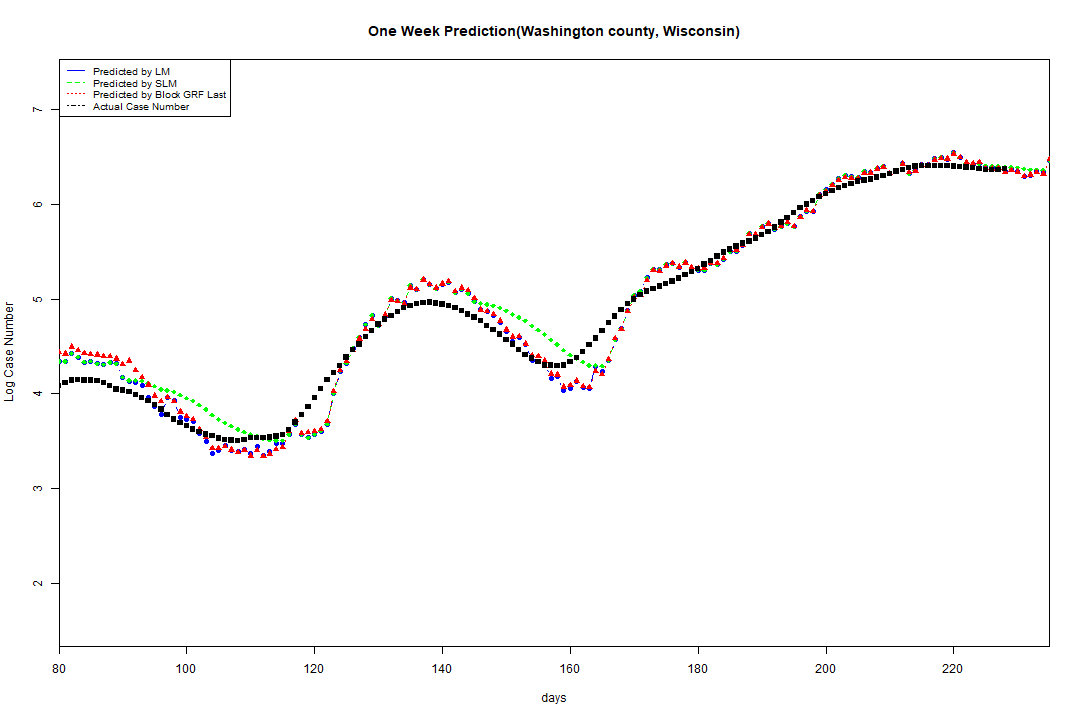 One Week Prediction(Washington county, Wisconsin)
Predicted by LM
Predicted by SLM
Predicted by Block GRF Last
Actual Case Number
Log Case Number
7
6
5
4
3
2
80 100 120 140 160 180 200 220
days